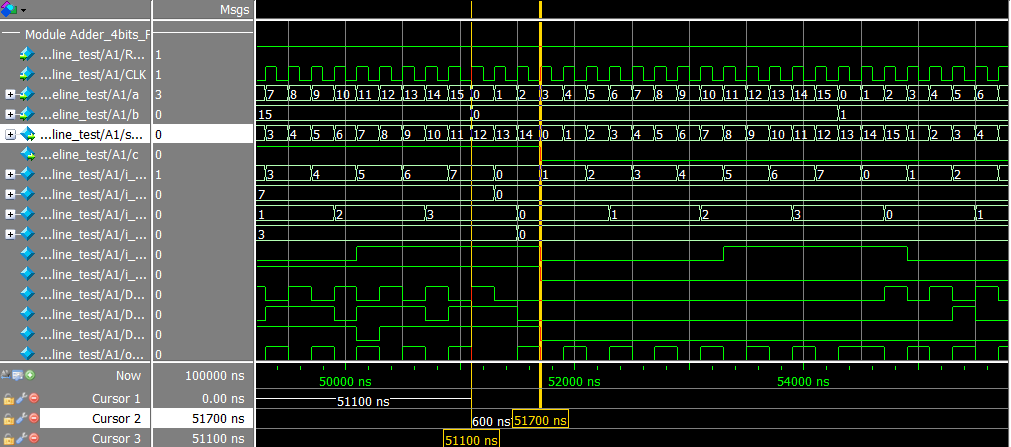 Msgs
Module Adder_4bits_F
...line_test/A1/R... 1
...line_test/A1/CLK 1
...eline_test/A1/a 3 7 8 9 10 11 12 13 14 15 0 1 2 3 4 5 6 7 8 9 10 11 12 13 14 15 0 1 2 3 4 5 6
...eline_test/A1/b 0 15 0 1
...line_test/A1/s... 0 3 4 5 6 7 8 9 10 11 12 13 14 0 1 2 3 4 5 6 7 8 9 10 11 12 13 14 15 1 2 3 4
...eline_test/A1/c 0
...line_test/A1/i_... 1 3 4 5 6 7 0 1 2 3 4 5 6 7 0 1 2
...line_test/A1/i_... 0 7 0
...line_test/A1/i_... 0 1 2 3 0 1 2 3 0 1
...line_test/A1/i_... 0 3 0
...line_test/A1/i_... 0
...line_test/A1/i_... 0
...line_test/A1/D... 0
...line_test/A1/D... 0
...line_test/A1/D... 0
...line_test/A1/o... 0
Now 100000 ns 50000 ns 52000 ns 54000 ns
Cursor 1 0.00 ns 51100 ns
Cursor 2 51700 ns 600 ns 51700 ns
Cursor 3 51100 ns 51100 ns